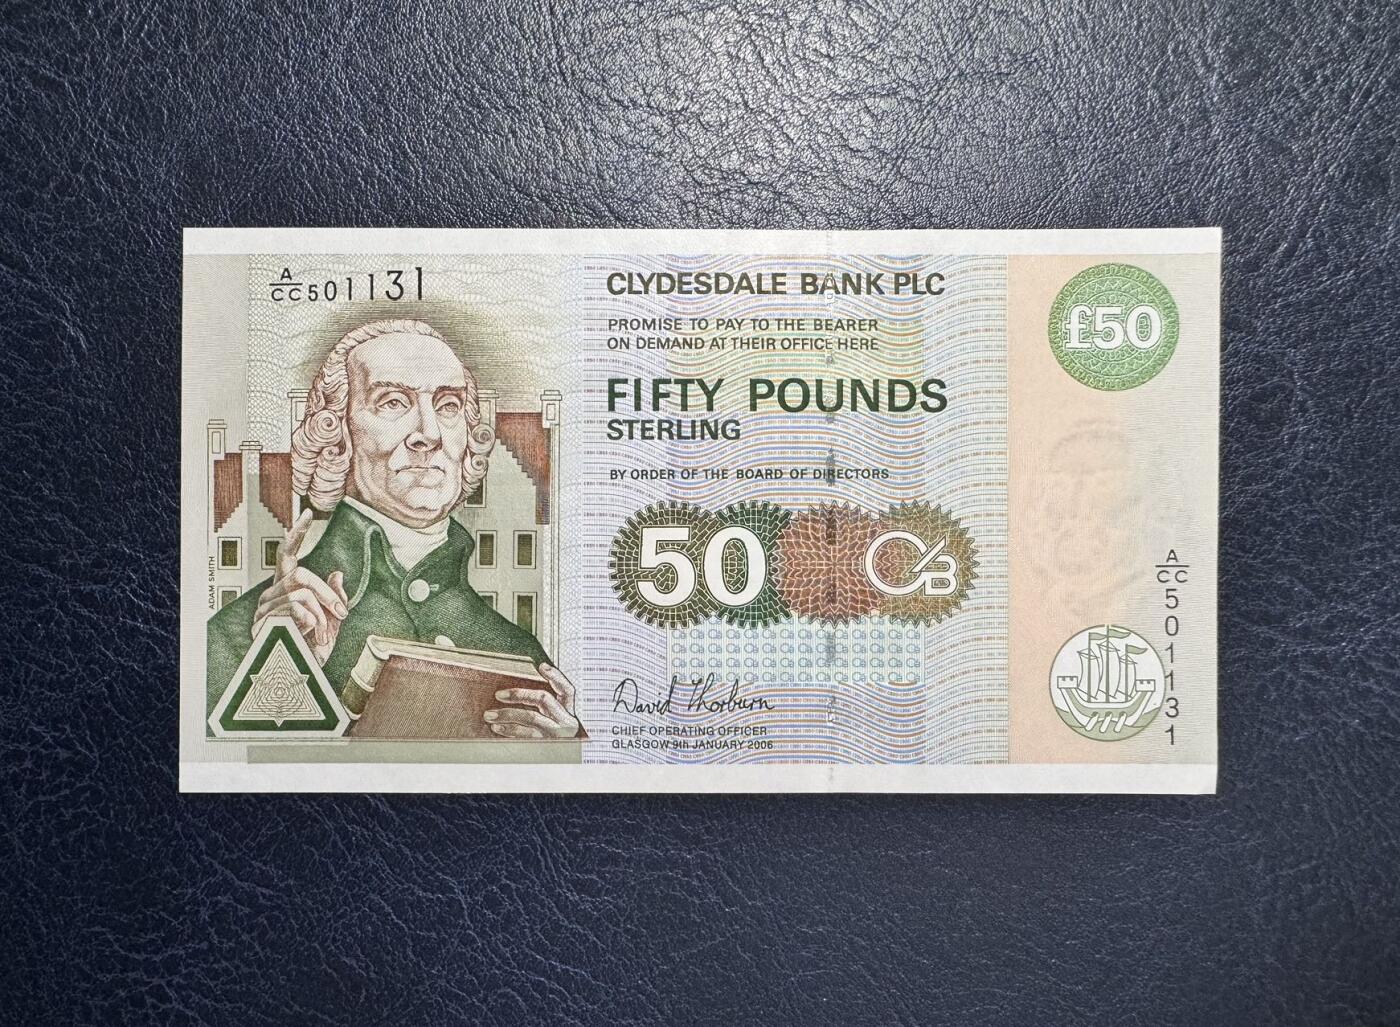 A
CC501131
CLYDESDALE BANK PLC
£50
PROMISE TO PAY TO THE BEARER
ON DEMAND AT THEIR OFFICE HERE
FIFTY POUNDS
STERLING
BY ORDER OF THE BOARD OF DIRECTORS
50 CB
ADAM SMITH
A
CC
501131
David Thorburn
CHIEF OPERATING OFFICER
GLASGOW 9th JANUARY 2006